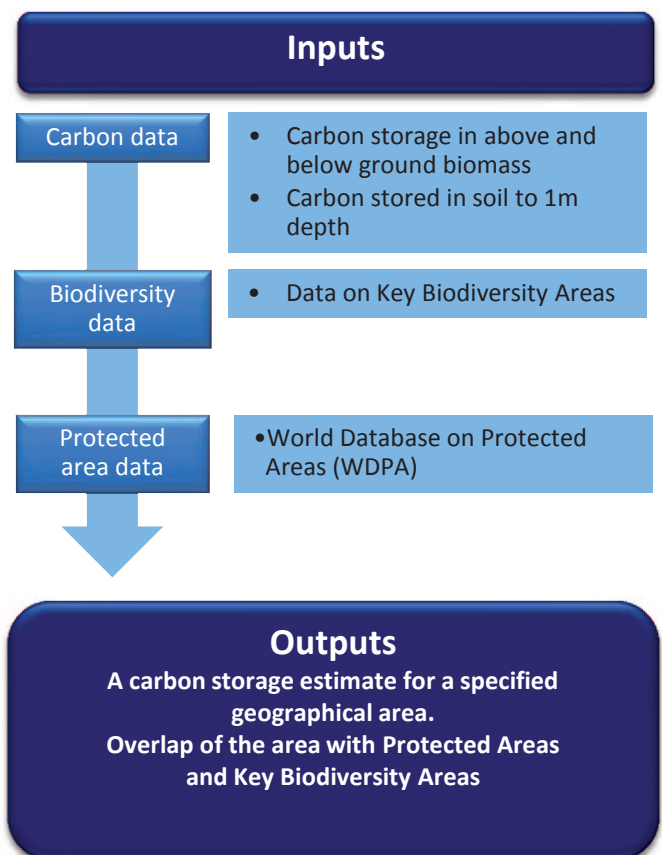 Inputs
Carbon data
• Carbon storage in above and
below ground biomass
• Carbon stored in soil to 1m
depth
Biodiversity
data
• Data on Key Biodiversity Areas
Protected
area data
•World Database on Protected
Areas (WDPA)
Outputs
A carbon storage estimate for a specified
geographical area.
Overlap of the area with Protected Areas
and Key Biodiversity Areas